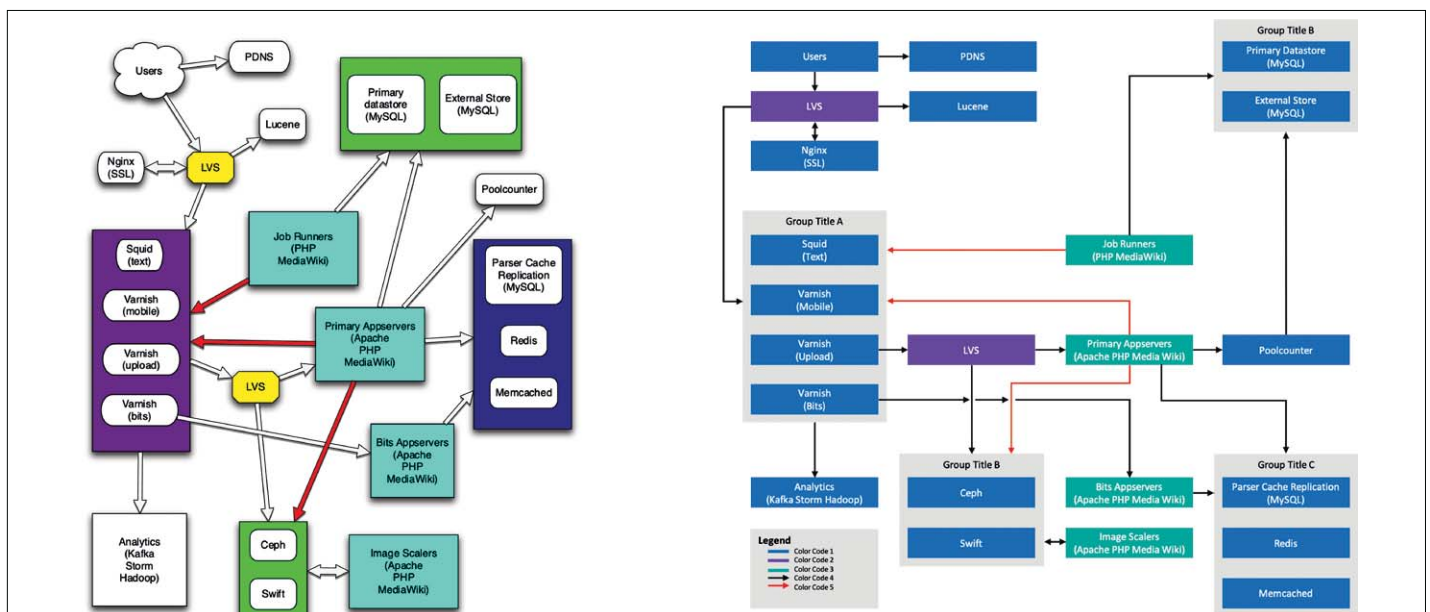 Users
PDNS
Lucene
Nginx
(SSL)
LVS
Primary
datastore
(MySQL)
External Store
(MySQL)
Poolcounter
Squid
(text)
Varnish
(mobile)
Varnish
(upload)
Varnish
(bits)
Job Runners
(PHP
MediaWiki)
Primary Appservers
(Apache
PHP
MediaWiki)
LVS
Parser Cache
Replication
(MySQL)
Redis
Memcached
Bits Appservers
(Apache
PHP
MediaWiki)
Analytics
(Kafka
Storm
Hadoop)
Ceph
Swift
Image Scalers
(Apache
PHP
MediaWiki)
Users
PDNS
LVS
Lucene
Nginx
(SSL)
Group Title B
Primary Datastore
(MySQL)
External Store
(MySQL)
Group Title A
Squid
(Text)
Varnish
(Mobile)
Varnish
(Upload)
Varnish
(Bits)
Job Runners
(PHP MediaWiki)
LVS
Primary Appservers
(Apache PHP Media Wiki)
Poolcounter
Analytics
(Kafka Storm Hadoop)
Group Title B
Ceph
Swift
Bits Appservers
(Apache PHP Media Wiki)
Image Scalers
(Apache PHP Media Wiki)
Group Title C
Parser Cache Replication
(MySQL)
Redis
Memcached
Legend
Color Code 1
Color Code 2
Color Code 3
Color Code 4
Color Code 5